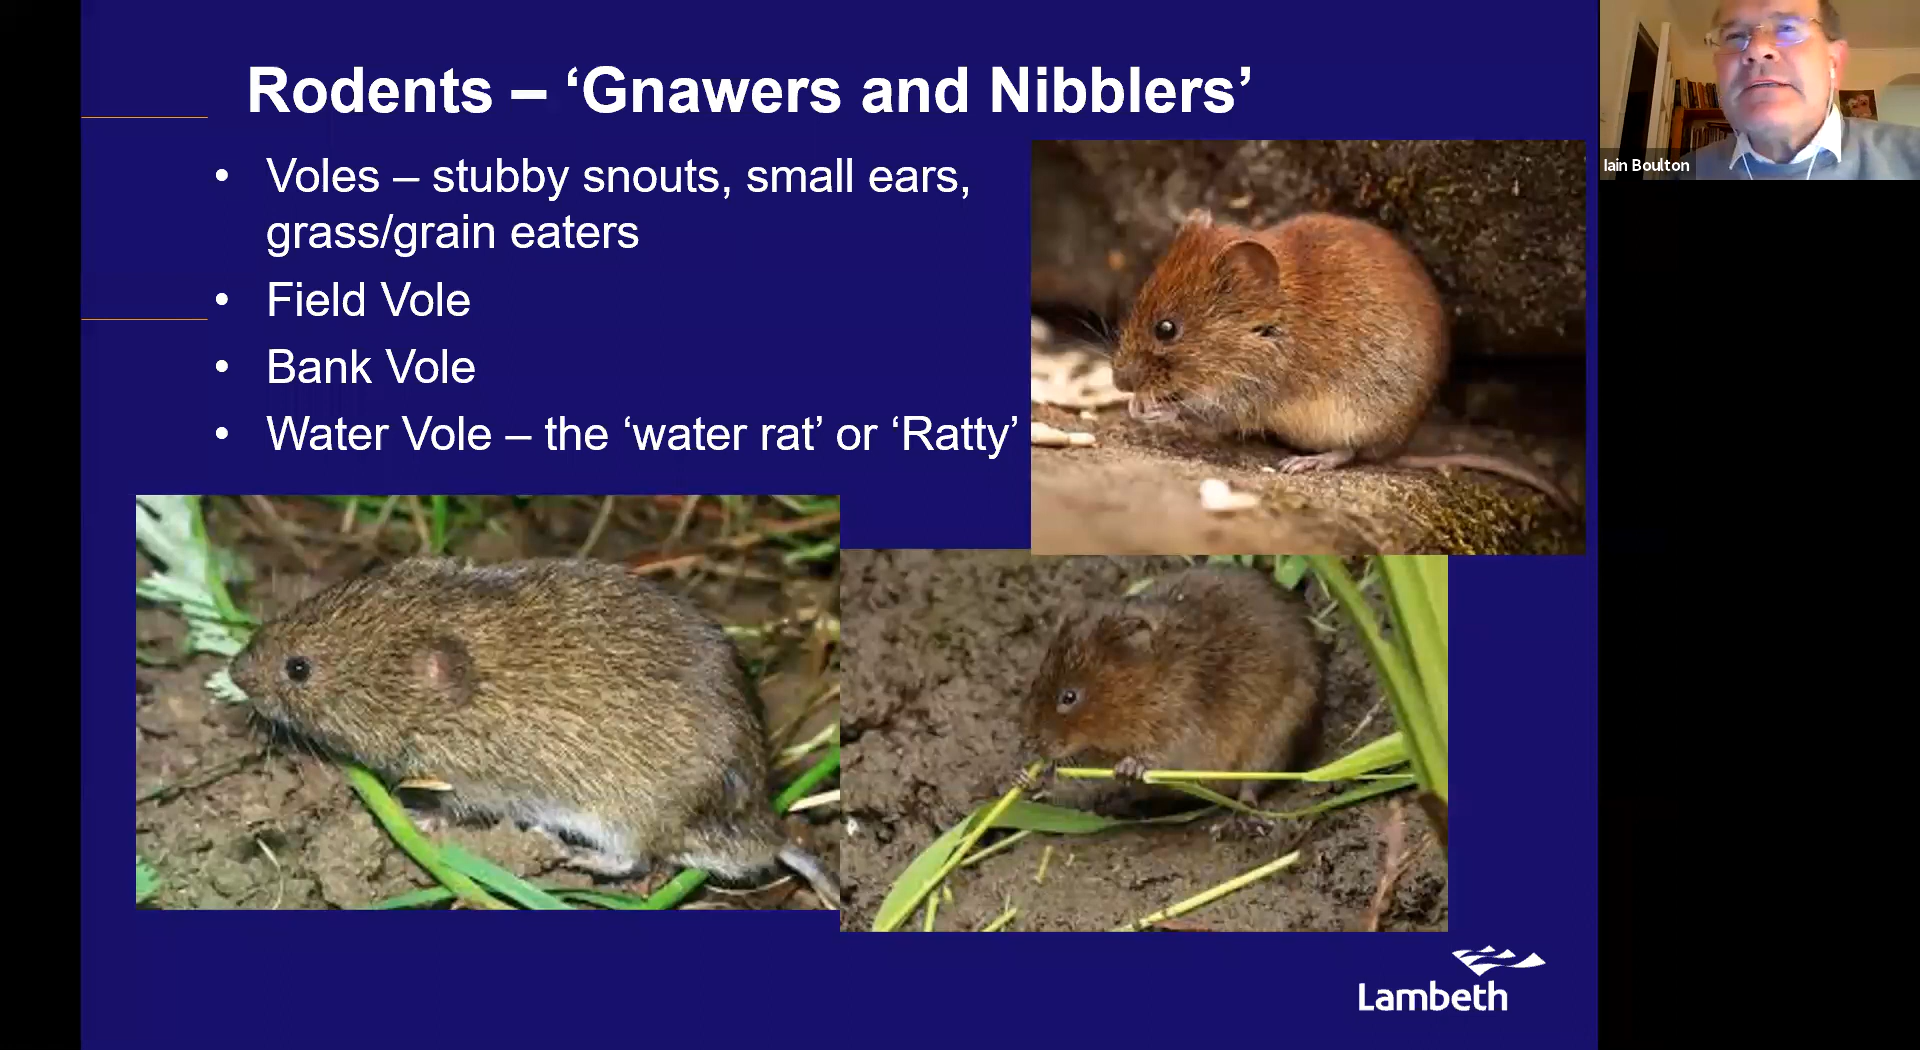 Rodents – ‘Gnawers and Nibblers’
• Voles – stubby snouts, small ears,
grass/grain eaters
• Field Vole
• Bank Vole
• Water Vole – the ‘water rat’ or ‘Ratty’
Iain Boulton
Lambeth